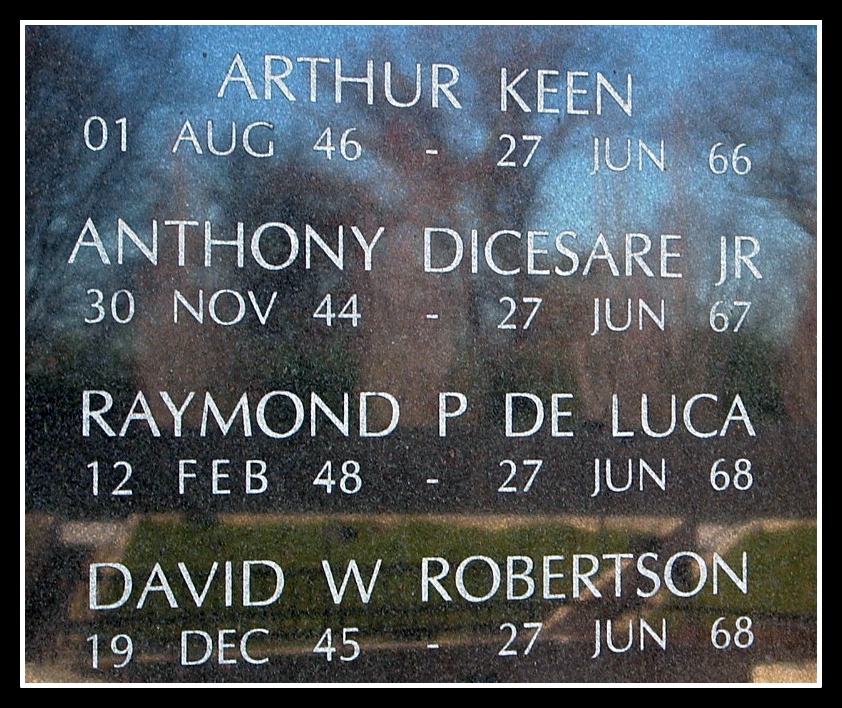 ARTHUR KEEN
01 AUG 46 - 27 JUN 66
ANTHONY DICESARE JR
30 NOV 44 - 27 JUN 67
RAYMOND P DE LUCA
12 FEB 48 - 27 JUN 68
DAVID W ROBERTSON
19 DEC 45 - 27 JUN 68